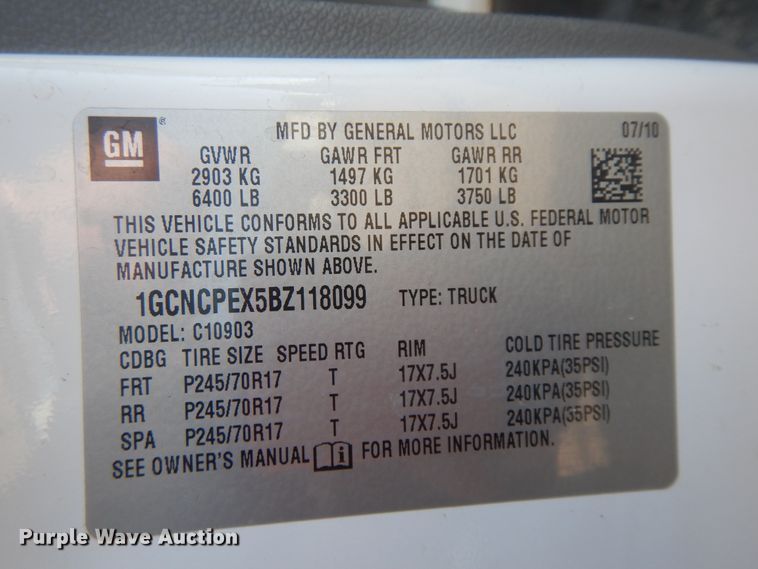 GM ® MFD BY GENERAL MOTORS LLC 07/10
GVWR GAWR FRT GAWR RR
2903 KG 1497 KG 1701 KG
6400 LB 3300 LB 3750 LB
THIS VEHICLE CONFORMS TO ALL APPLICABLE U.S. FEDERAL MOTOR
VEHICLE SAFETY STANDARDS IN EFFECT ON THE DATE OF
MANUFACTURE SHOWN ABOVE.
1GCNCPEX5BZ118099 TYPE: TRUCK
MODEL: C10903
CDBG TIRE SIZE SPEED RTG RIM COLD TIRE PRESSURE
FRT P245/70R17 T 17X7.5J 240KPA(35PSI)
RR P245/70R17 T 17X7.5J 240KPA(35PSI)
SPA P245/70R17 T 17X7.5J 240KPA(35PSI)
SEE OWNER'S MANUAL i FOR MORE INFORMATION.
Purple Wave Auction